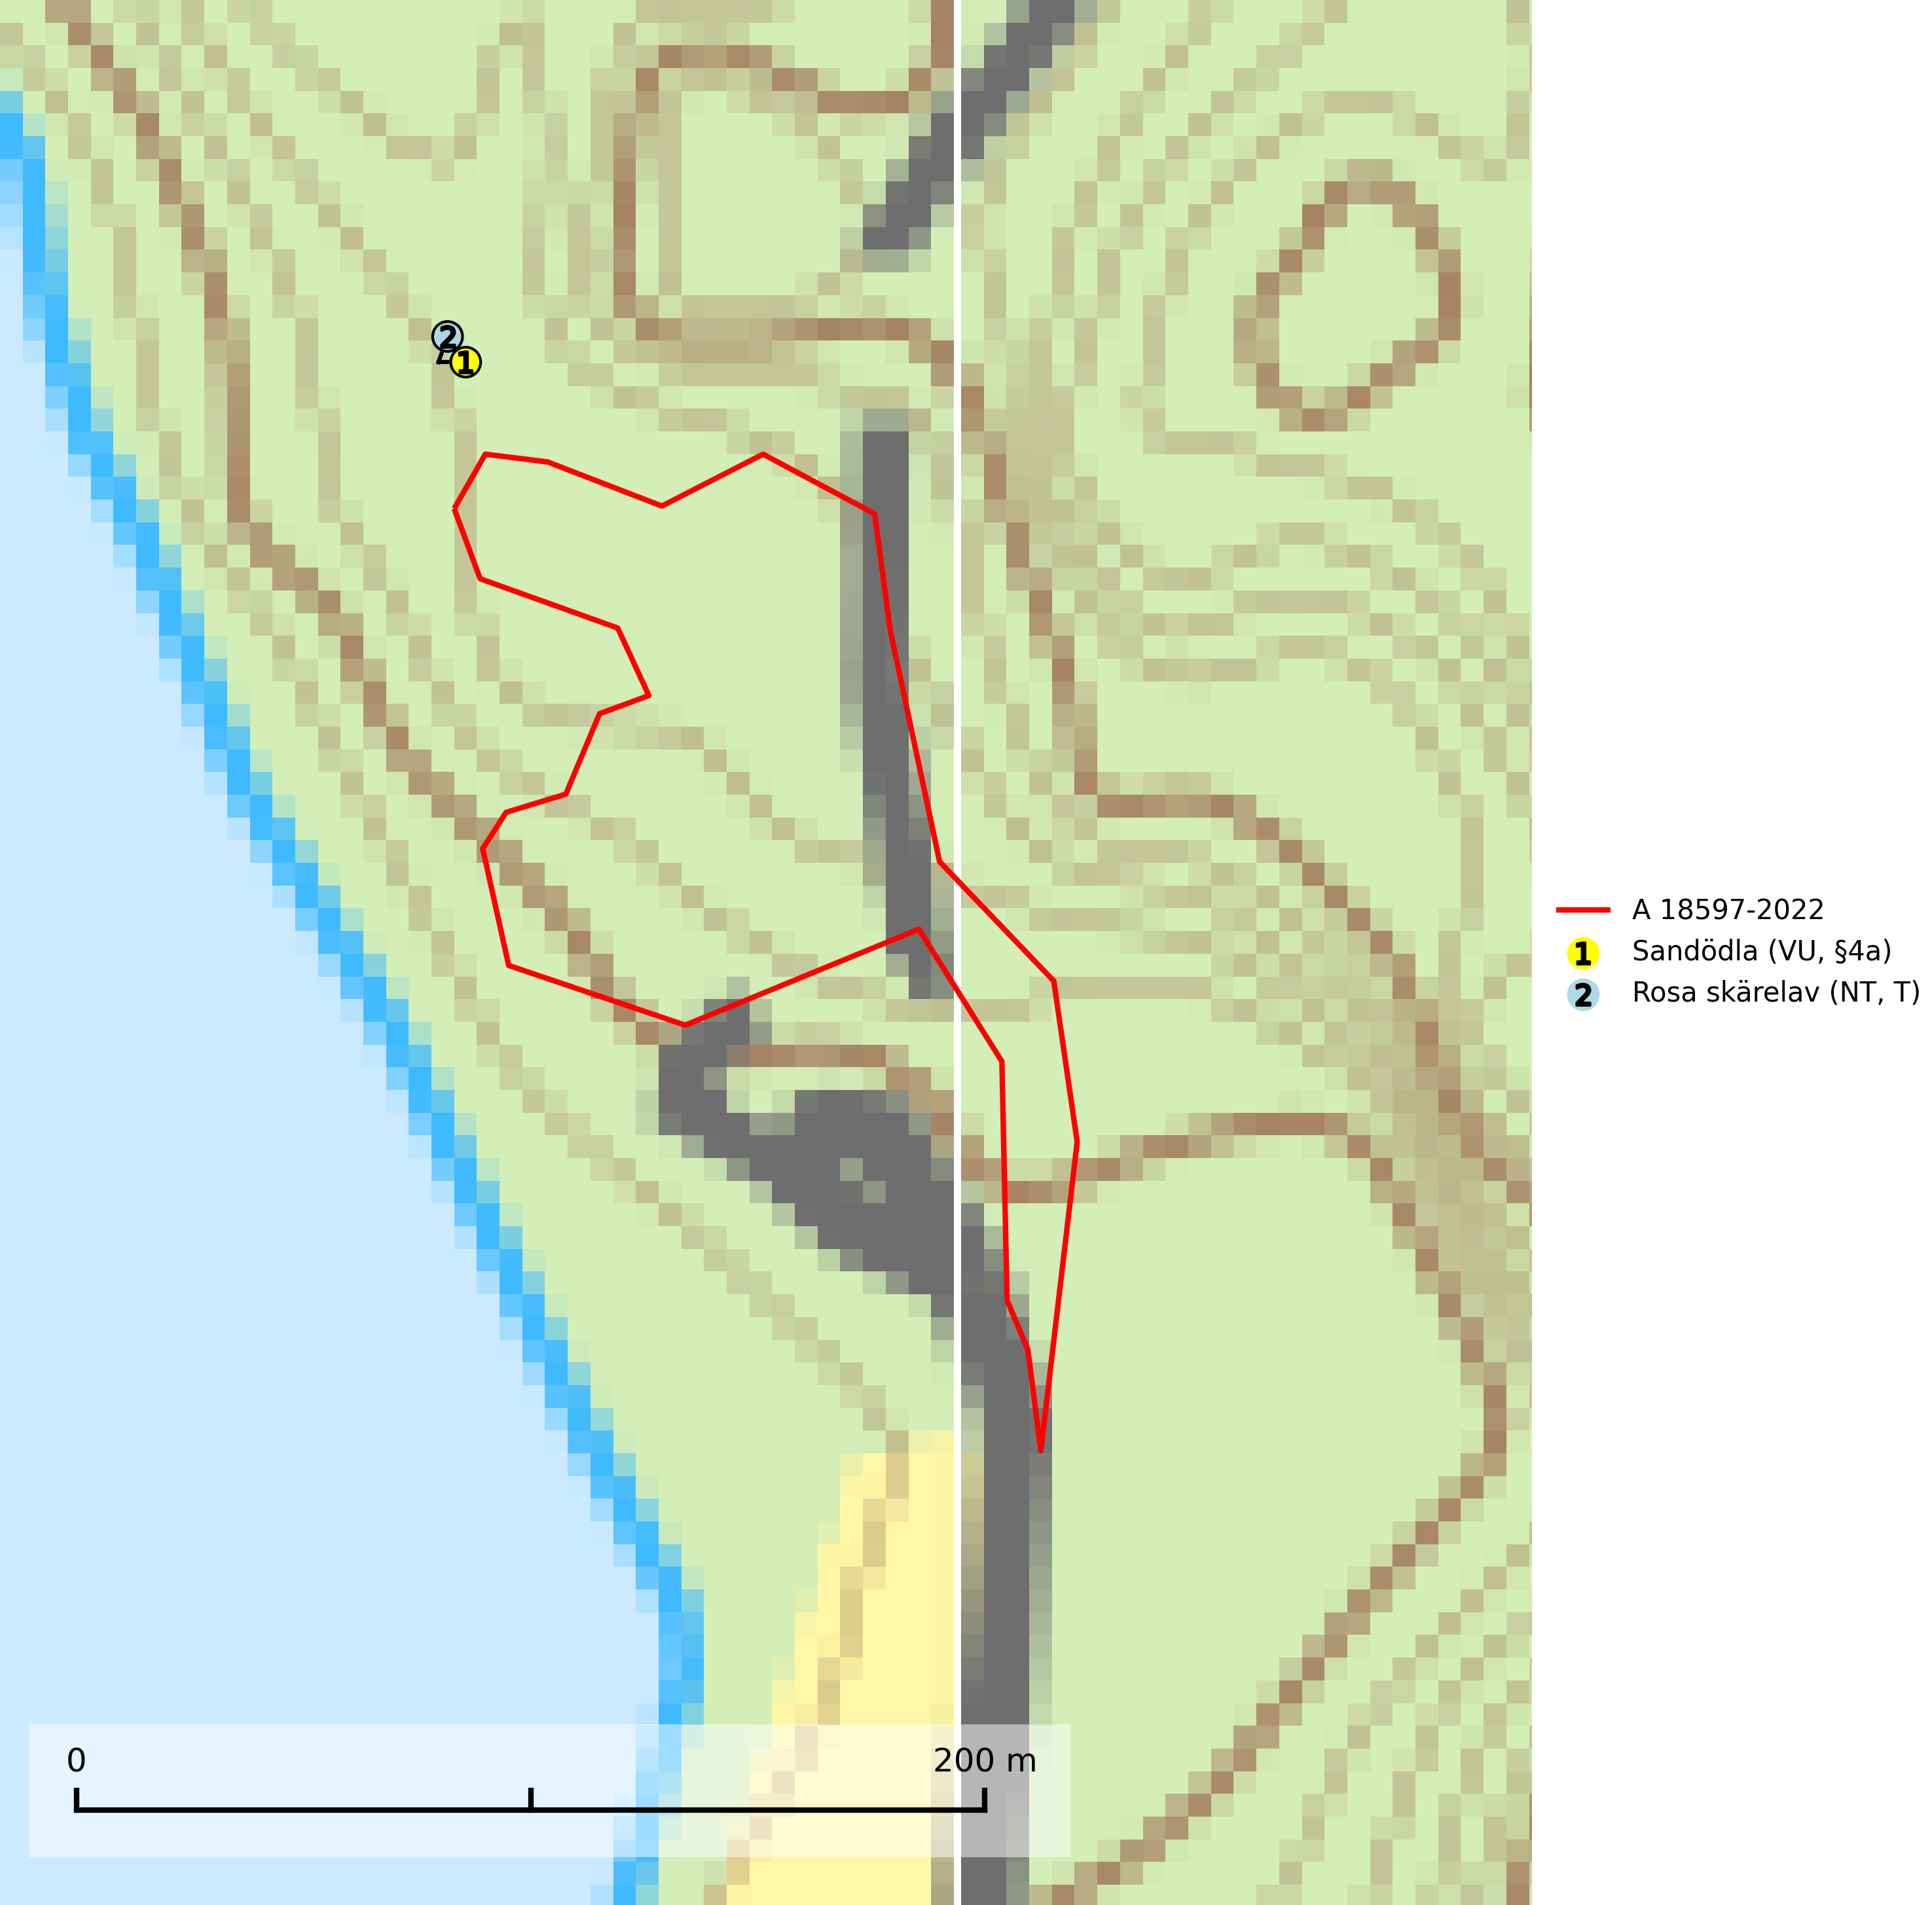 2
1
A 18597-2022
1 Sandödla (VU, §4a)
2 Rosa skärelav (NT, T)
0 200 m